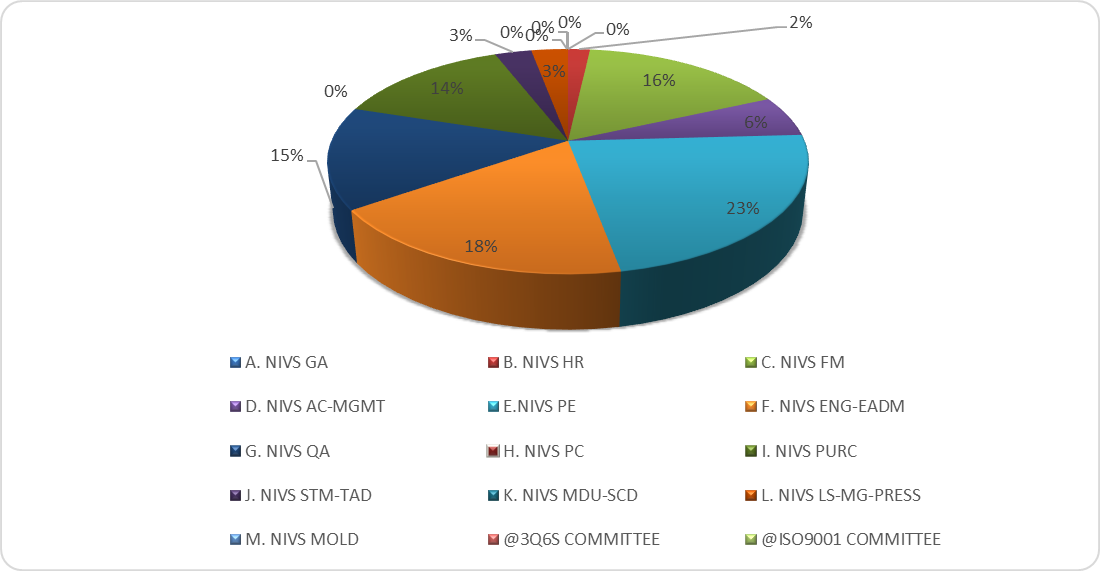 0% 0% 0% 0% 0% 2%
3%
3% 16%
14%
0%
6%
15%
23%
18%
A. NIVS GA B. NIVS HR C. NIVS FM
D. NIVS AC-MGMT E.NIVS PE F. NIVS ENG-EADM
G. NIVS QA H. NIVS PC I. NIVS PURC
J. NIVS STM-TAD K. NIVS MDU-SCD L. NIVS LS-MG-PRESS
M. NIVS MOLD @3Q6S COMMITTEE @ISO9001 COMMITTEE